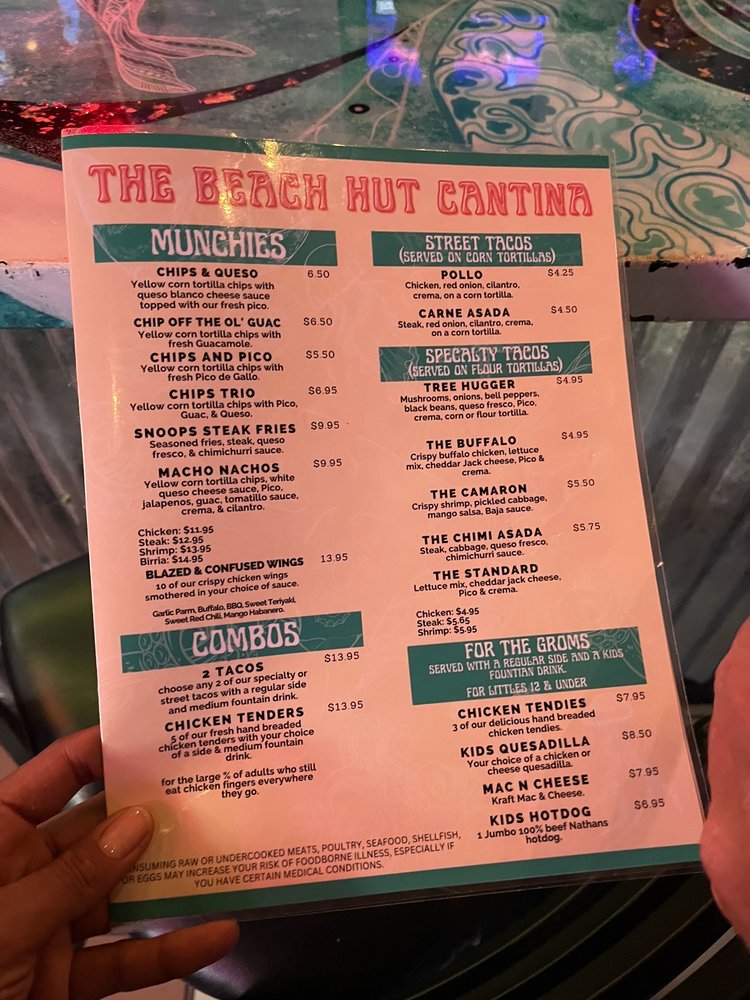 THE BEACH HUT CANTINA
MUNCHIES
CHIPS & QUESO 6.50
Yellow corn tortilla chips with
queso blanco cheese sauce
topped with our fresh pico.
CHIP OFF THE OL' GUAC $6.50
Yellow corn tortilla chips with
fresh Guacamole.
CHIPS AND PICO $5.50
Yellow corn tortilla chips with
fresh Pico de Gallo.
CHIPS TRIO $6.95
Yellow corn tortilla chips with Pico,
Guac, & Queso.
SNOOPS STEAK FRIES $9.95
Seasoned fries, steak, queso
fresco, & chimichurri sauce.
MACHO NACHOS $9.95
Yellow corn tortilla chips, white
queso cheese sauce, Pico,
jalapenos, guac, tomatillo sauce,
crema, & cilantro.
Chicken: $11.95
Steak: $12.95
Shrimp: $13.95
Birria: $14.95
BLAZED & CONFUSED WINGS 13.95
10 of our crispy chicken wings
smothered in your choice of sauce.
Garlic Parm, Buffalo, BBQ, Sweet Teriyaki,
Sweet Red Chili, Mango Habanero.
COMBOS
2 TACOS $13.95
choose any 2 of our specialty or
street tacos with a regular side
and medium fountain drink.
CHICKEN TENDERS $13.95
5 of our fresh hand breaded
chicken tenders with your choice
of a side & medium fountain
drink.
for the large % of adults who still
eat chicken fingers everywhere
they go.
STREET TACOS
(SERVED ON CORN TORTILLAS)
POLLO $4.25
Chicken, red onion, cilantro,
crema, on a corn tortilla.
CARNE ASADA $4.50
Steak, red onion, cilantro, crema,
on a corn tortilla.
SPECIALTY TACOS
(SERVED ON FLOUR TORTILLAS)
TREE HUGGER $4.95
Mushrooms, onions, bell peppers,
black beans, queso fresco, Pico,
crema, corn or flour tortilla.
THE BUFFALO $4.95
Crispy buffalo chicken, lettuce
mix, cheddar Jack cheese, Pico &
crema.
THE CAMARON $5.50
Crispy shrimp, pickled cabbage,
mango salsa, Baja sauce.
THE CHIMI ASADA $5.75
Steak, cabbage, queso fresco,
chimichurri sauce.
THE STANDARD
Lettuce mix, cheddar jack cheese,
Pico & crema.
Chicken: $4.95
Steak: $5.65
Shrimp: $5.95
FOR THE GROMS
SERVED WITH A REGULAR SIDE AND A KIDS
FOUNTIAN DRINK.
FOR LITTLES 12 & UNDER
CHICKEN TENDIES $7.95
3 of our delicious hand breaded
chicken tendies.
KIDS QUESADILLA $8.50
Your choice of a chicken or
cheese quesadilla.
MAC N CHEESE $7.95
Kraft Mac & Cheese.
KIDS HOTDOG $6.95
1 Jumbo 100% beef Nathans
hotdog.
NSUMING RAW OR UNDERCOOKED MEATS, POULTRY, SEAFOOD, SHELLFISH,
OR EGGS MAY INCREASE YOUR RISK OF FOODBORNE ILLNESS, ESPECIALLY IF
YOU HAVE CERTAIN MEDICAL CONDITIONS.